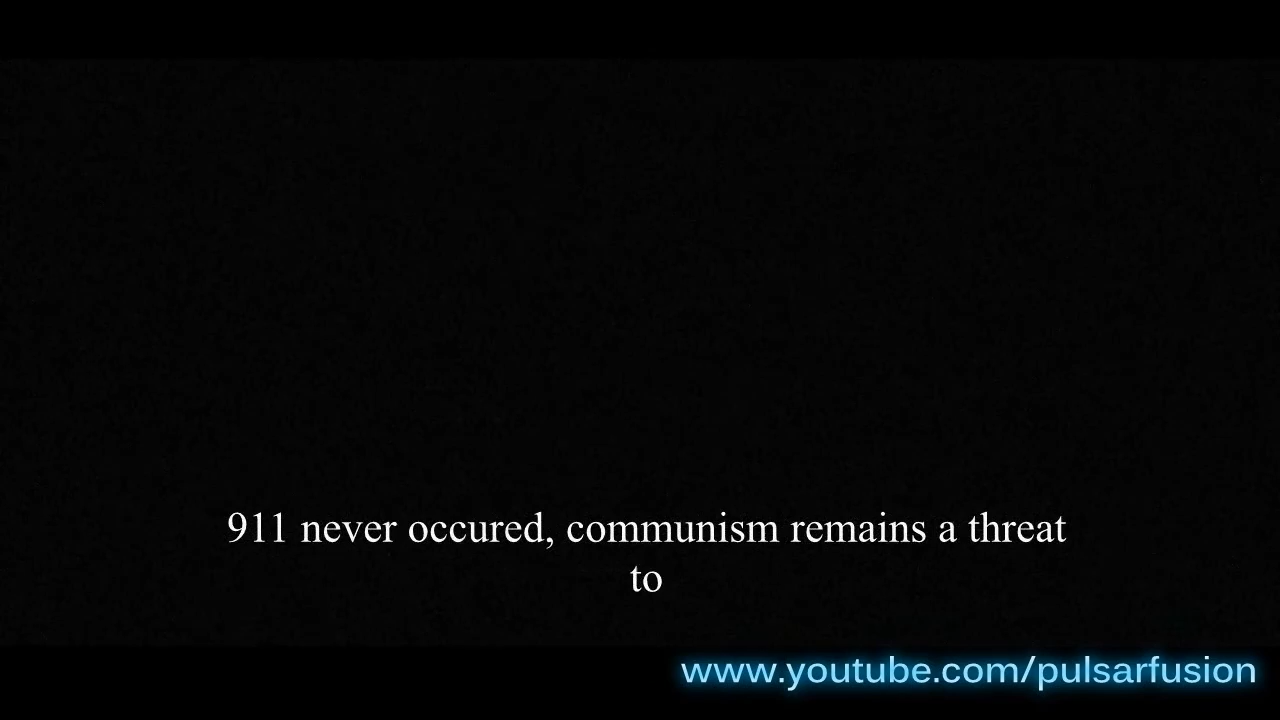 911 never occured, communism remains a threat
to
www.youtube.com/pulsarfusion